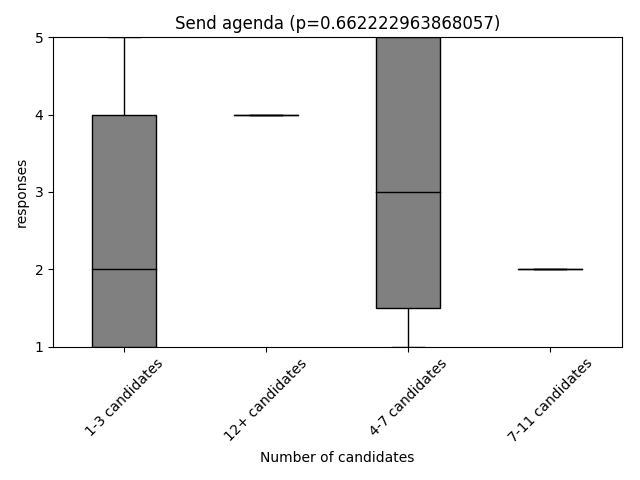 Send agenda (p=0.662222963868057)
responses
5
4
3
2
1
1-3 candidates
12+ candidates
4-7 candidates
7-11 candidates
Number of candidates